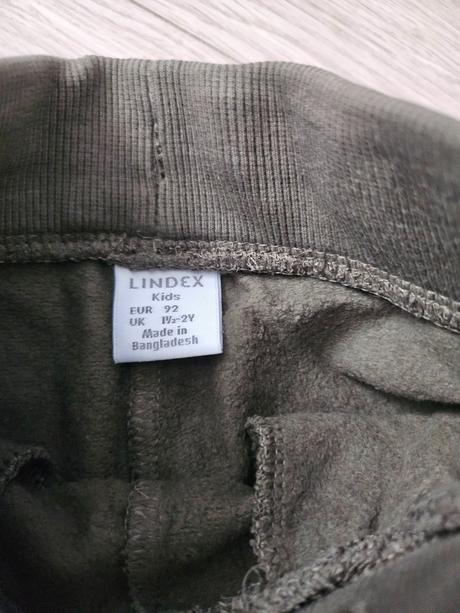 LINDEX
Kids
EUR 92
UK 1½-2Y
Made in
Bangladesh